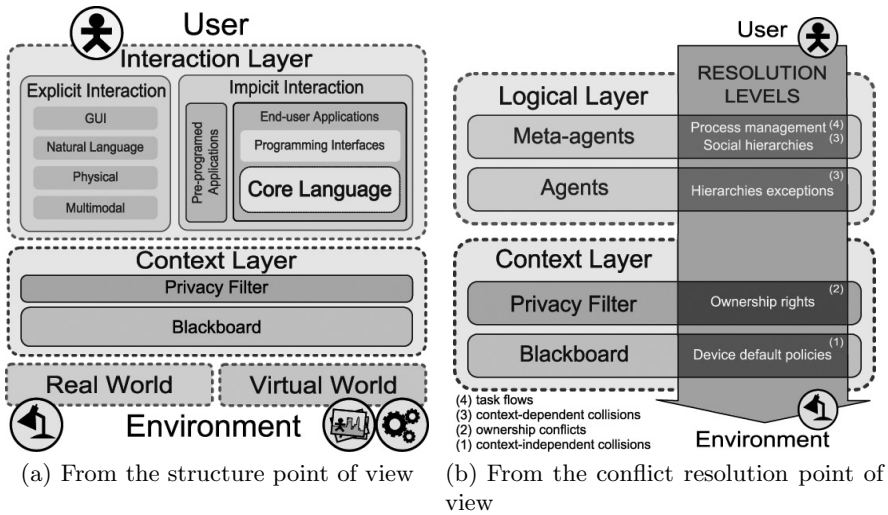 User
Interaction Layer
Explicit Interaction
GUI
Natural Language
Physical
Multimodal
Impicit Interaction
Pre-programed
Applications
End-user Applications
Programming Interfaces
Core Language
Context Layer
Privacy Filter
Blackboard
Real World
Virtual World
Environment
(a) From the structure point of view
User
RESOLUTION
LEVELS
Logical Layer
Meta-agents
Process management (4)
Social hierarchies (3)
Agents
Hierarchies exceptions (3)
Context Layer
Privacy Filter
Ownership rights (2)
Blackboard
Device default policies (1)
(4) task flows
(3) context-dependent collisions
(2) ownership conflicts
(1) context-independent collisions
Environment
(b) From the conflict resolution point of
view